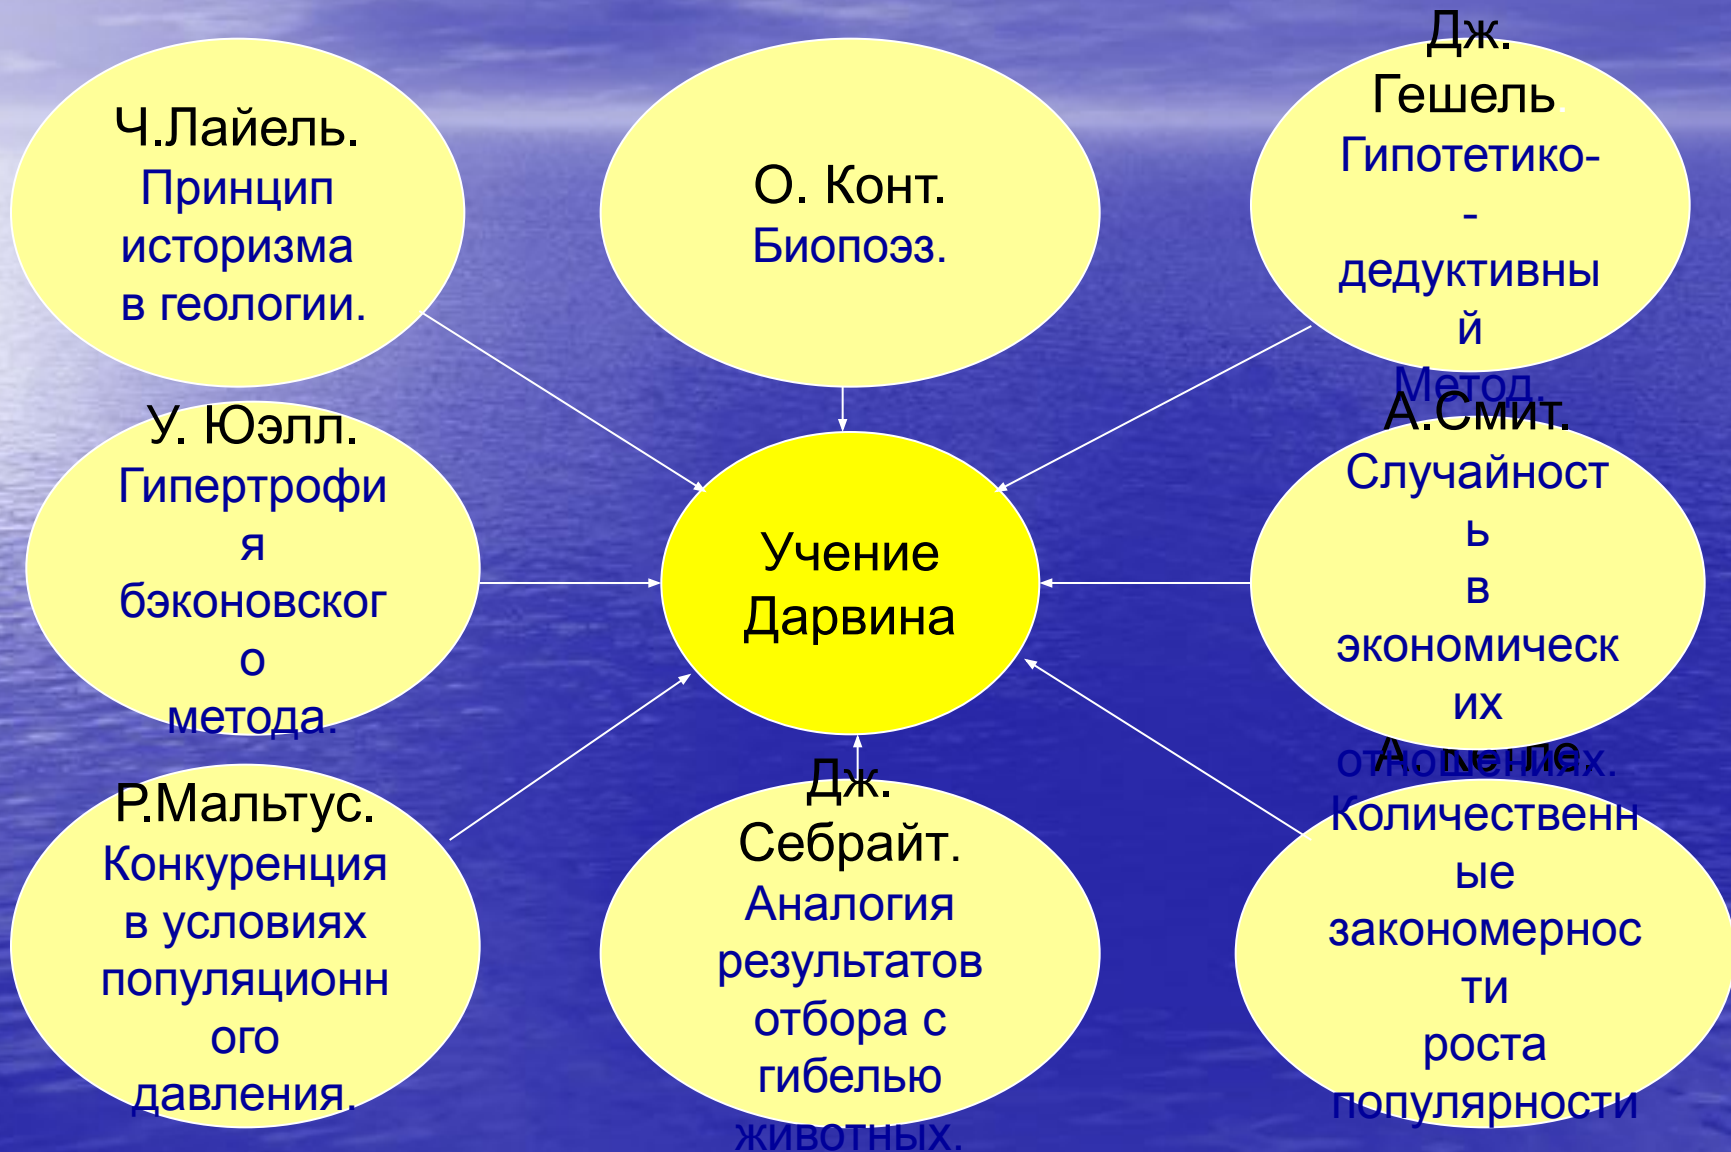 Ч.Лайель.
Принцип
историзма
в геологии.
О. Конт.
Биопоэз.
Дж.
Гешель.
Гипотетико-
-
дедуктивны
й
Метод.
У. Юэлл.
Гипертрофи
я
бэконовског
о
метода.
Учение
Дарвина
А.Смит.
Случайност
ь
в
экономическ
их
отношениях.
Р.Мальтус.
Конкуренция
в условиях
популяционн
ого
давления.
Дж.
Себрайт.
Аналогия
результатов
отбора с
гибелью
животных.
А.
Количественн
ые
закономернос
ти
роста
популярности